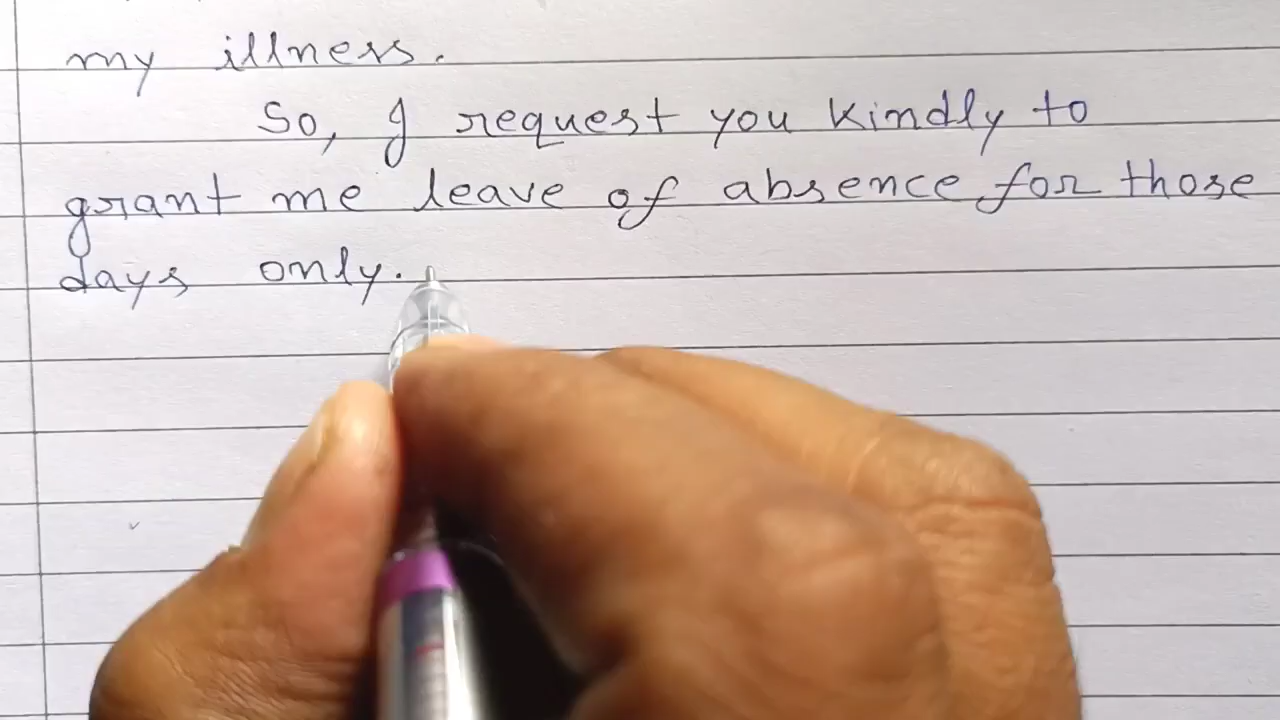 my illness.
So, I request you kindly to
grant me leave of absence for those
days only.